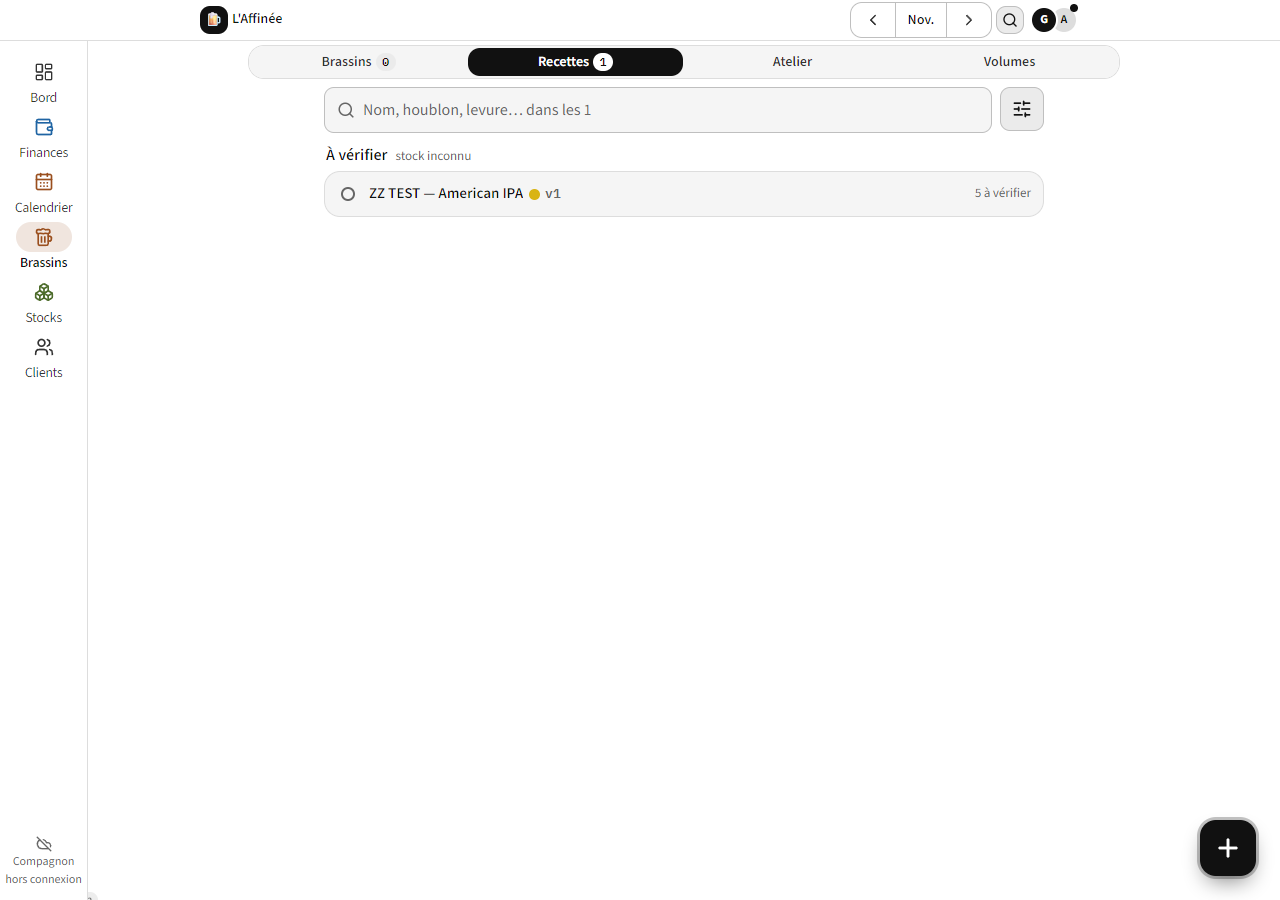 L'Affinée
Nov.
G
A
Brassins 0
Recettes 1
Atelier
Volumes
Bord
Finances
Calendrier
Brassins
Stocks
Clients
Nom, houblon, levure… dans les 1
À vérifier stock inconnu
ZZ TEST — American IPA v1
5 à vérifier
Compagnon
hors connexion